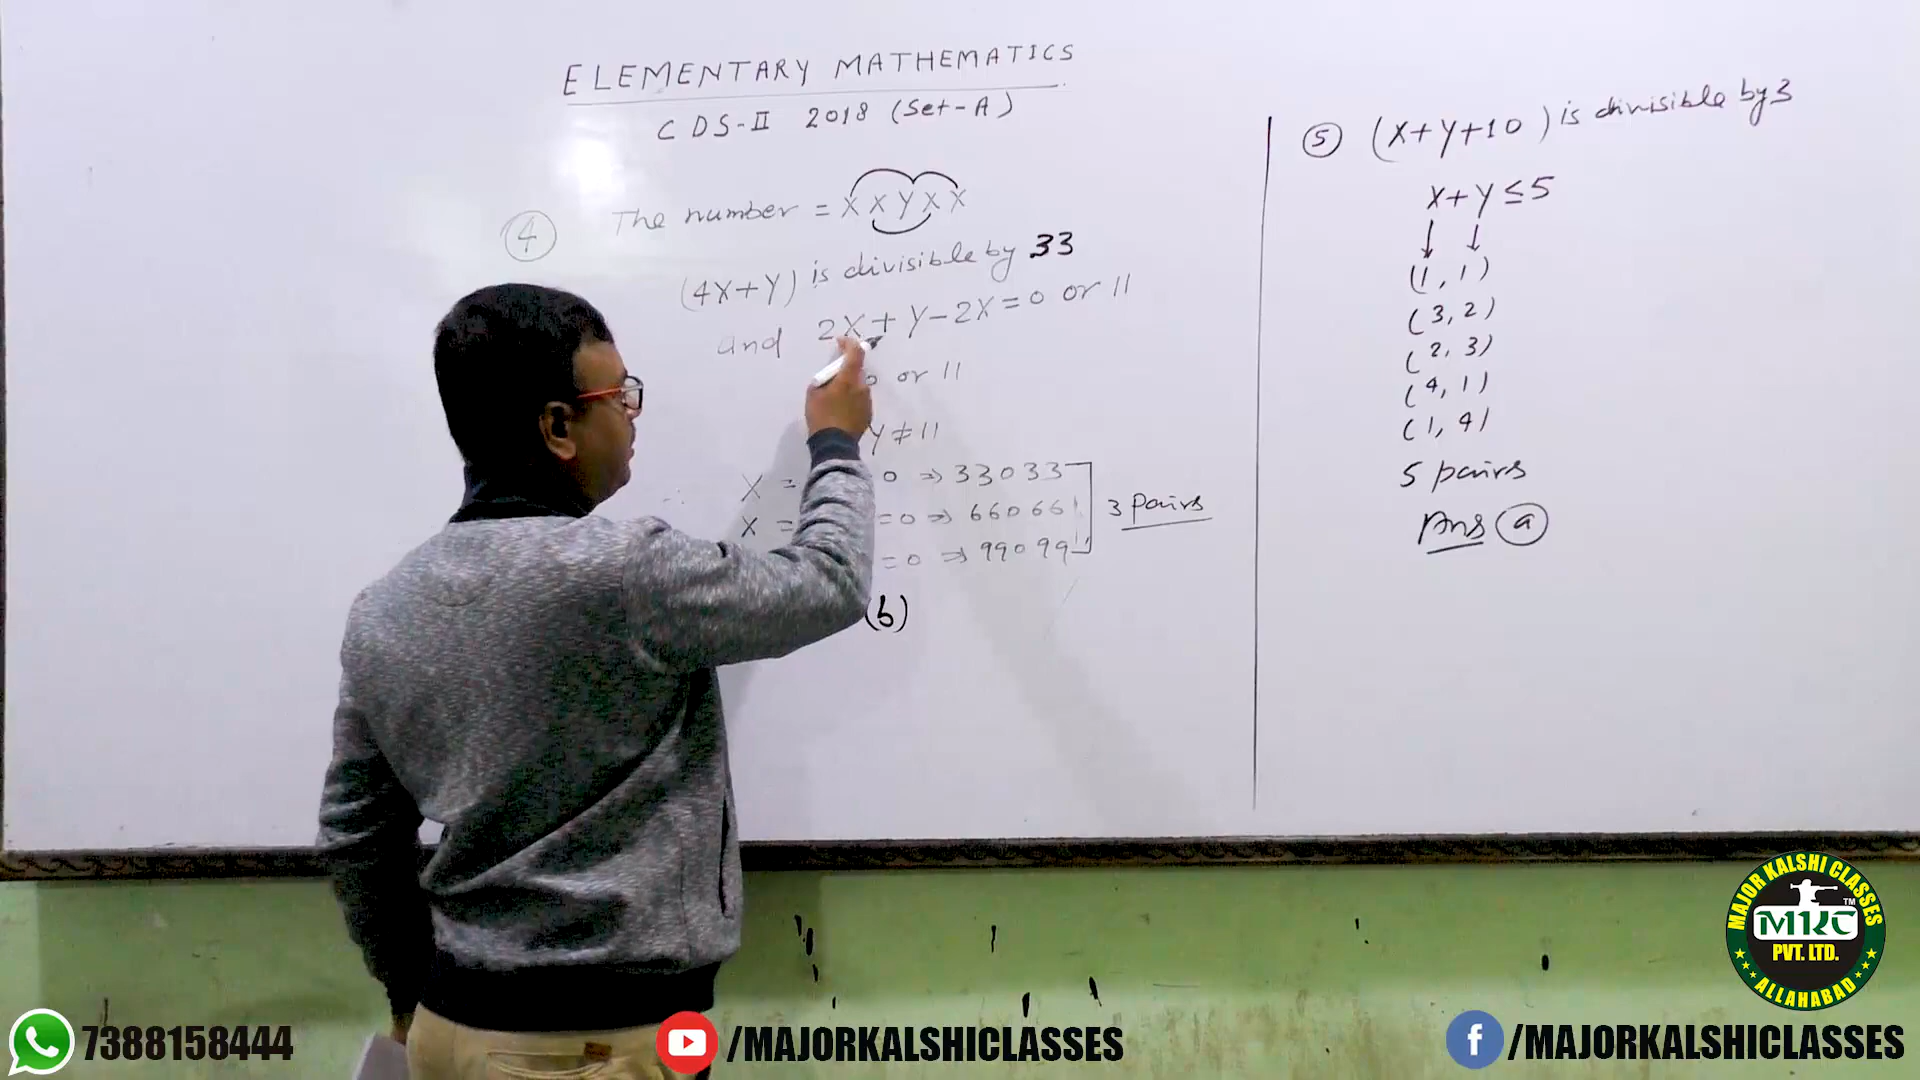 ELEMENTARY MATHEMATICS
CDS-II 2018 (Set-A)
4 The number = X X Y X X
(4X+Y) is divisible by 33
and 2X + Y - 2X = 0 or 11
0 or 11
Y ≠ 11
∴ X = 0 ⇒ 33033
X = = 0 ⇒ 66066
= 0 ⇒ 99099
3 Pairs
(b)
5 (X+Y+10) is divisible by 3
X+Y ≤ 5
↓ ↓
(1, 1)
(3, 2)
(2, 3)
(4, 1)
(1, 4)
5 pairs
Ans a
MAJOR KALSHI CLASSES
MKC TM
PVT. LTD.
ALLAHABAD
7388158444
/MAJORKALSHICLASSES
/MAJORKALSHICLASSES